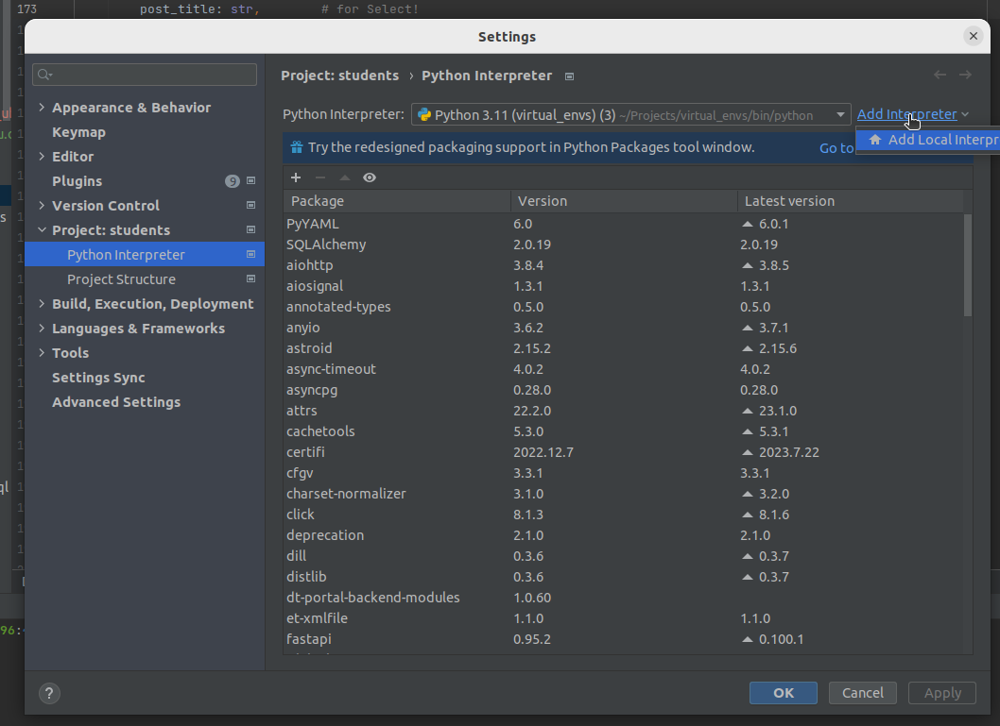 173 post_title: str, # for Select!
Settings
Project: students › Python Interpreter
Appearance & Behavior
Keymap
Editor
Plugins 9
Version Control
Project: students
Python Interpreter
Project Structure
Build, Execution, Deployment
Languages & Frameworks
Tools
Settings Sync
Advanced Settings
Python Interpreter: Python 3.11 (virtual_envs) (3) ~/Projects/virtual_envs/bin/python Add Interpreter
Add Local Interpr
Try the redesigned packaging support in Python Packages tool window. Go to
Package Version Latest version
PyYAML 6.0 6.0.1
SQLAlchemy 2.0.19 2.0.19
aiohttp 3.8.4 3.8.5
aiosignal 1.3.1 1.3.1
annotated-types 0.5.0 0.5.0
anyio 3.6.2 3.7.1
astroid 2.15.2 2.15.6
async-timeout 4.0.2 4.0.2
asyncpg 0.28.0 0.28.0
attrs 22.2.0 23.1.0
cachetools 5.3.0 5.3.1
certifi 2022.12.7 2023.7.22
cfgv 3.3.1 3.3.1
charset-normalizer 3.1.0 3.2.0
click 8.1.3 8.1.6
deprecation 2.1.0 2.1.0
dill 0.3.6 0.3.7
distlib 0.3.6 0.3.7
dt-portal-backend-modules 1.0.60
et-xmlfile 1.1.0 1.1.0
fastapi 0.95.2 0.100.1
? OK Cancel Apply